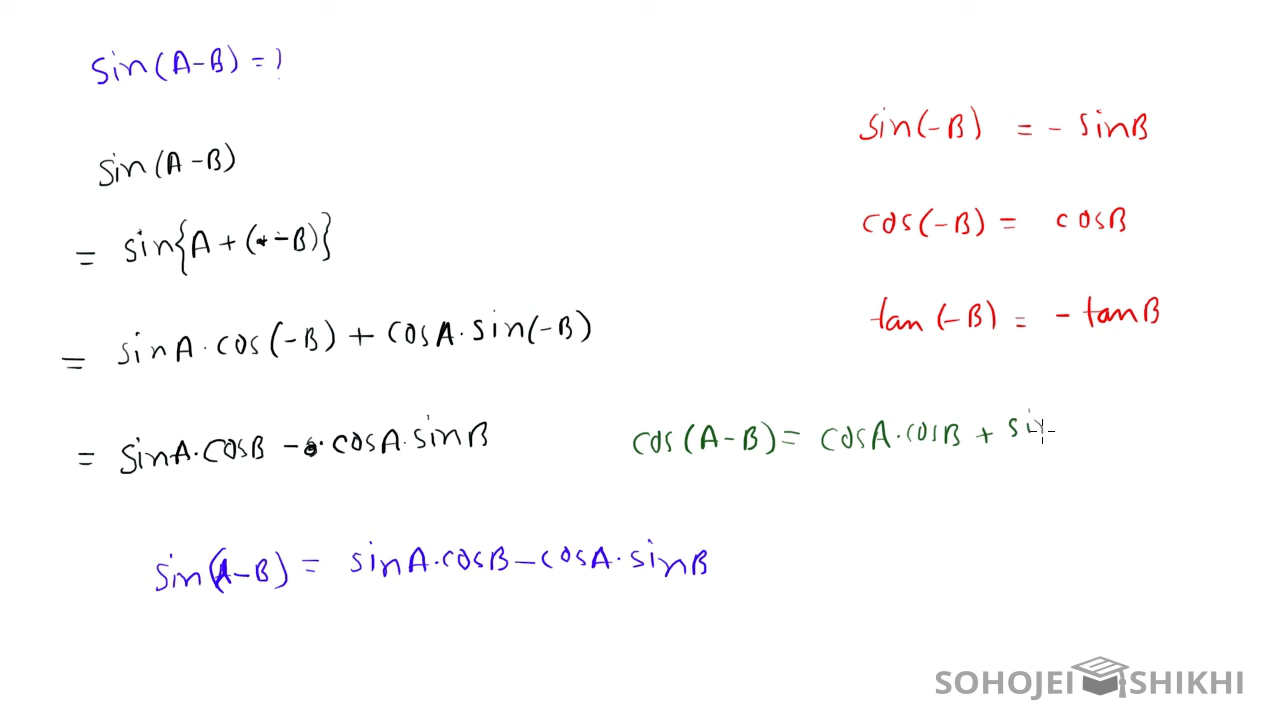 sin(A-B) = ?
sin(A-B)
= sin{A + (-B)}
= sinA·cos(-B) + cosA·sin(-B)
= sinA·cosB - cosA·sinB
sin(A-B) = sinA·cosB - cosA·sinB
sin(-B) = - sinB
cos(-B) = cosB
tan(-B) = - tanB
cos(A-B) = cosA·cosB + si
SOHOJEI SHIKHI